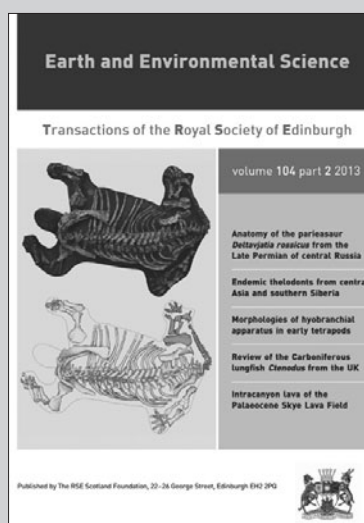 Earth and Environmental Science
Transactions of the Royal Society of Edinburgh
volume 104 part 2 2013
Anatomy of the parieasaur
Deltavjatia rossicus from the
Late Permian of central Russia
Endemic thelodonts from central
Asia and southern Siberia
Morphologies of hyobranchial
apparatus in early tetrapods
Review of the Carboniferous
lungfish Ctenodus from the UK
Intracanyon lava of the
Palaeocene Skye Lava Field
Published by The RSE Scotland Foundation, 22–26 George Street, Edinburgh EH2 2PQ